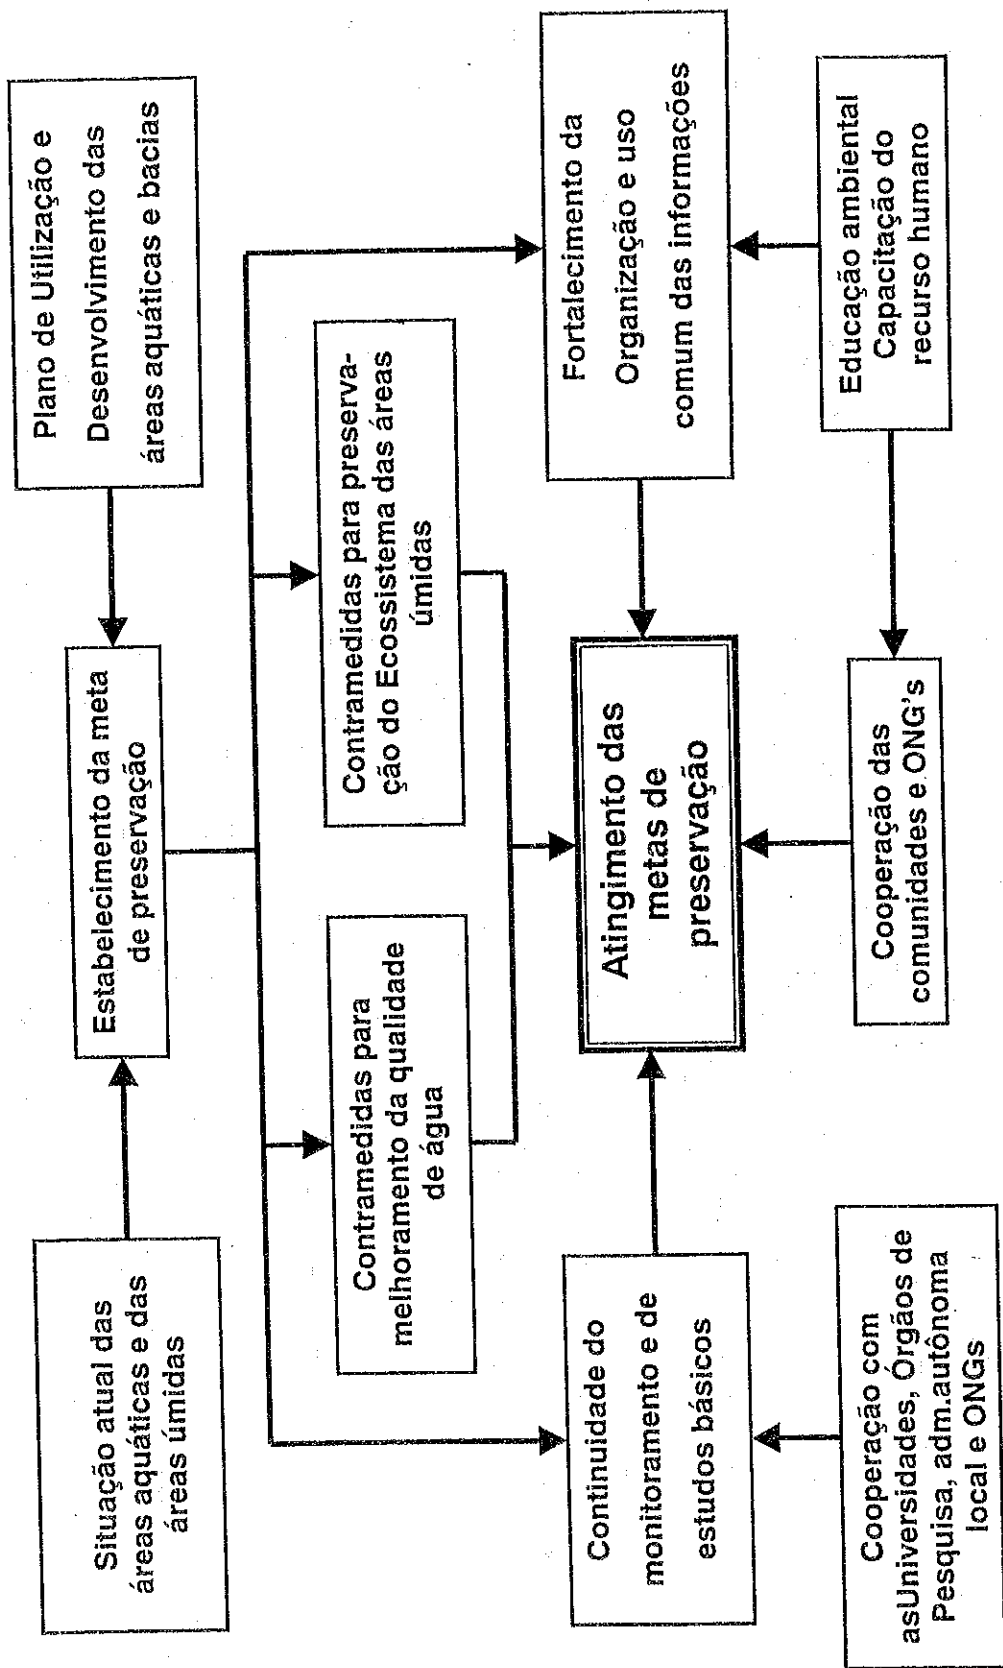 Situação atual das
áreas aquáticas e das
áreas úmidas
Estabelecimento da meta
de preservação
Plano de Utilização e
Desenvolvimento das
áreas aquáticas e bacias
Contramedidas para
melhoramento da qualidade
de água
Contramedidas para preserva-
ção do Ecossistema das áreas
úmidas
Continuidade do
monitoramento e de
estudos básicos
Atingimento das
metas de
preservação
Fortalecimento da
Organização e uso
comum das informações
Cooperação com
asUniversidades, Órgãos de
Pesquisa, adm.autônoma
local e ONGs
Cooperação das
comunidades e ONG's
Educação ambiental
Capacitação do
recurso humano